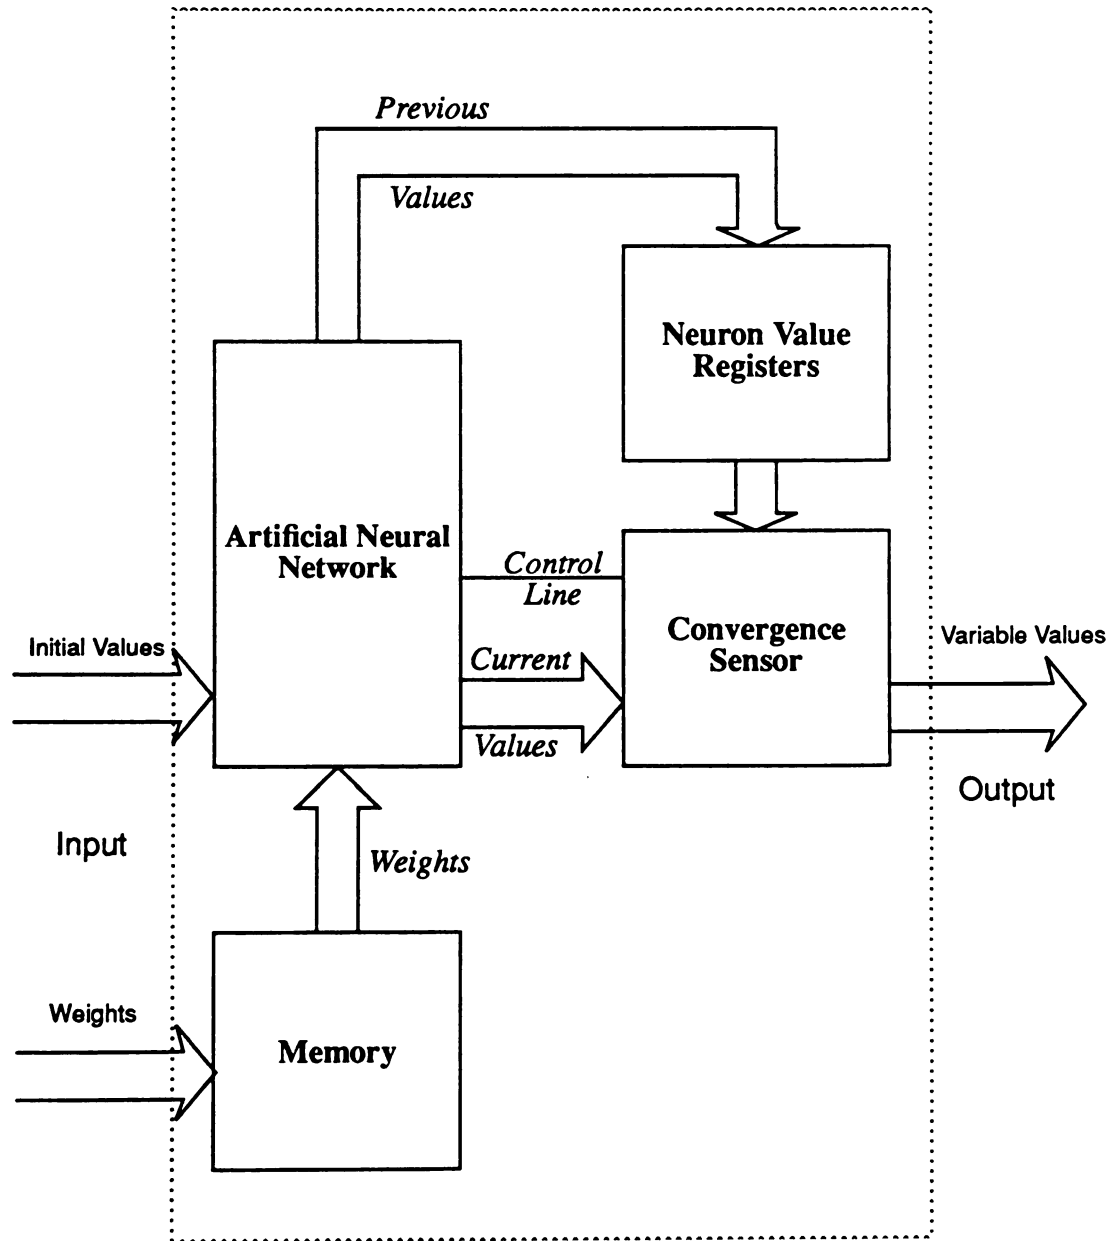 Previous
Values
Neuron Value
Registers
Artificial Neural
Network
Control
Line
Convergence
Sensor
Initial Values
Current
Values
Variable Values
Output
Input
Weights
Weights
Memory